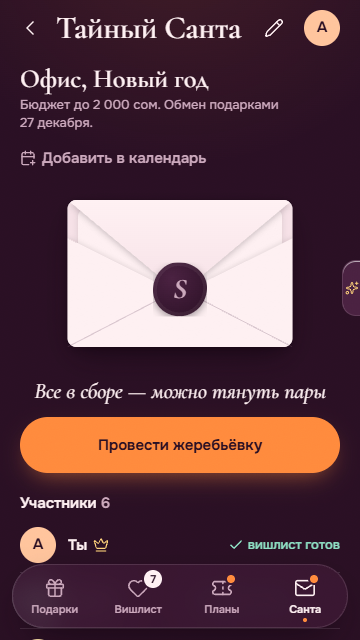 Тайный Санта
А
Офис, Новый год
Бюджет до 2 000 сом. Обмен подарками
27 декабря.
Добавить в календарь
S
Все в сборе — можно тянуть пары
Провести жеребьёвку
Участники 6
А
Ты
вишлист готов
7
Подарки
Вишлист
Планы
Санта